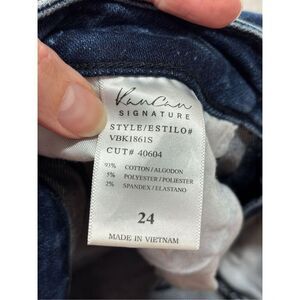 KanCan
SIGNATURE
STYLE/ESTILO#
VBK1861S
CUT# 40604
93% COTTON/ALGODON
5% POLYESTER/POLIESTER
2% SPANDEX/ELASTANO
24
MADE IN VIETNAM